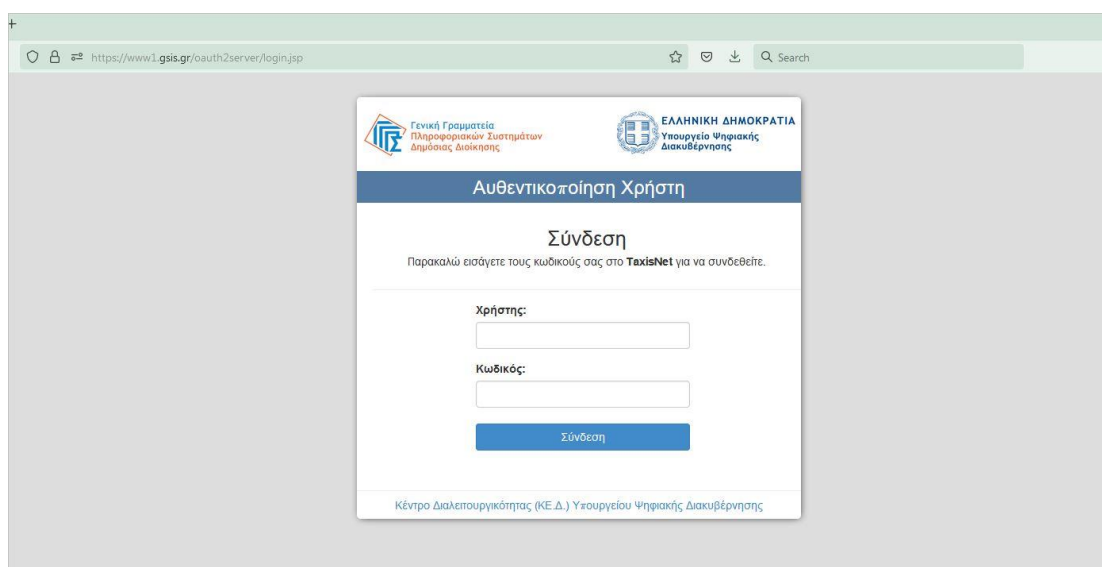 +
https://www1.gsis.gr/oauth2server/login.jsp
Search
Γενική Γραμματεία
Πληροφοριακών Συστημάτων
Δημόσιας Διοίκησης
ΕΛΛΗΝΙΚΗ ΔΗΜΟΚΡΑΤΙΑ
Υπουργείο Ψηφιακής
Διακυβέρνησης
Αυθεντικοποίηση Χρήστη
Σύνδεση
Παρακαλώ εισάγετε τους κωδικούς σας στο TaxisNet για να συνδεθείτε.
Χρήστης:
Κωδικός:
Σύνδεση
Κέντρο Διαλειτουργικότητας (ΚΕ.Δ.) Υπουργείου Ψηφιακής Διακυβέρνησης